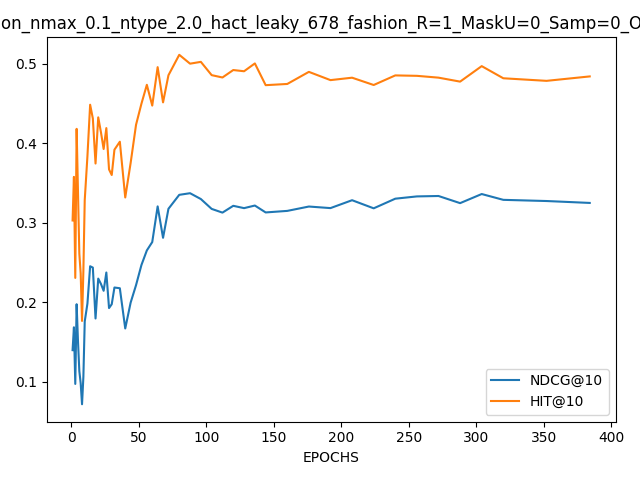 on_nmax_0.1_ntype_2.0_hact_leaky_678_fashion_R=1_MaskU=0_Samp=0_O
0.5
0.4
0.3
0.2
0.1
NDCG@10
HIT@10
0 50 100 150 200 250 300 350 400
EPOCHS